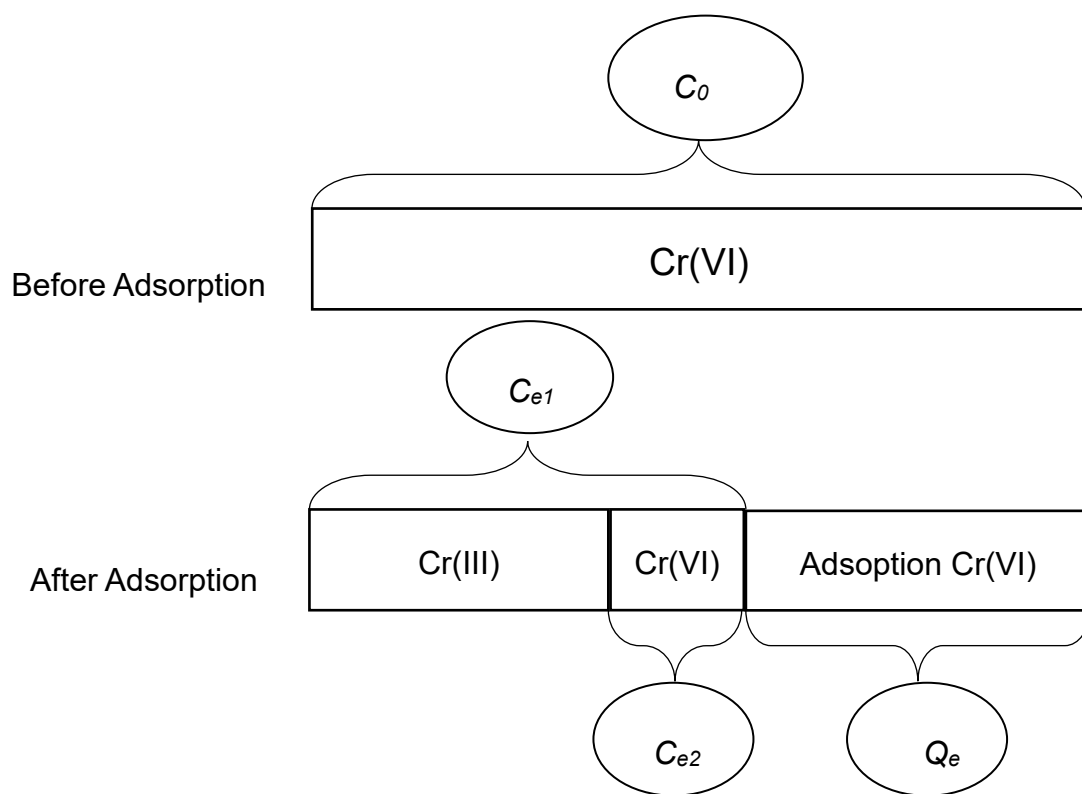 C0
Cr(VI)
Before Adsorption
Ce1
Cr(III)
Cr(VI)
Adsoption Cr(VI)
After Adsorption
Ce2
Qe